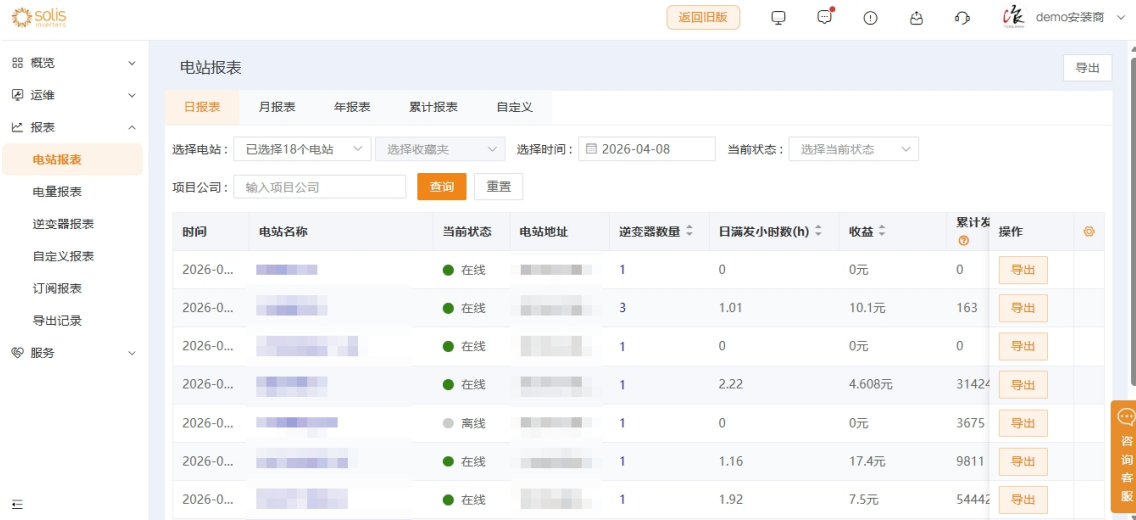 solis
inverters
返回旧版
demo安装商
概览
运维
报表
电站报表
电量报表
逆变器报表
自定义报表
订阅报表
导出记录
服务
电站报表
导出
日报表 月报表 年报表 累计报表 自定义
选择电站： 已选择18个电站 选择收藏夹 选择时间： 2026-04-08 当前状态： 选择当前状态
项目公司： 输入项目公司 查询 重置
时间 电站名称 当前状态 电站地址 逆变器数量 日满发小时数(h) 收益 累计发 操作
2026-0... 在线 1 0 0元 0 导出
2026-0... 在线 3 1.01 10.1元 163 导出
2026-0... 在线 1 0 0元 0 导出
2026-0... 在线 1 2.22 4.608元 31424 导出
2026-0... 离线 1 0 0元 3675 导出
2026-0... 在线 1 1.16 17.4元 9811 导出
2026-0... 在线 1 1.92 7.5元 54442 导出
咨询客服